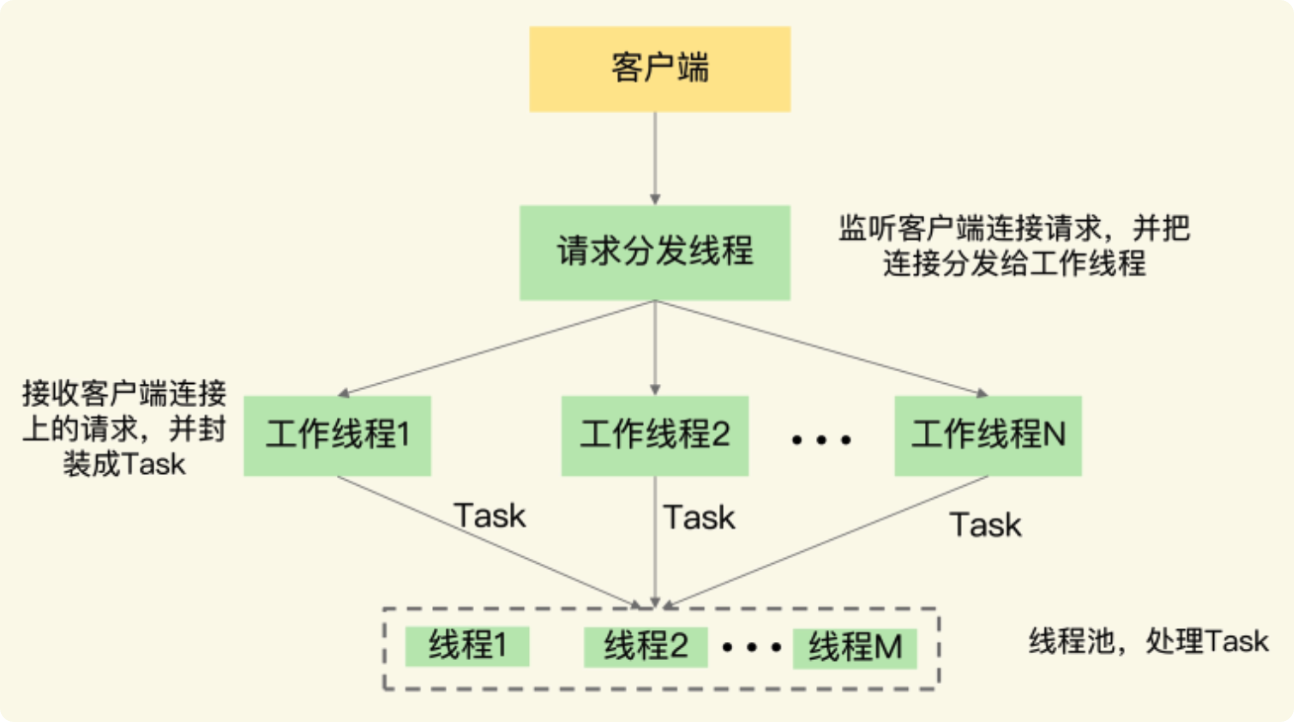 客户端
请求分发线程
监听客户端连接请求，并把
连接分发给工作线程
接收客户端连接
上的请求，并封
装成Task
工作线程1
工作线程2
•••
工作线程N
Task
Task
Task
线程1
线程2
•••
线程M
线程池，处理Task